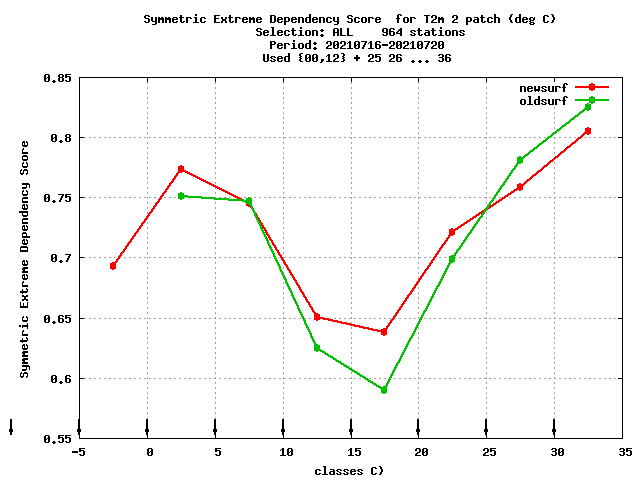 Symmetric Extreme Dependency Score  for T2m 2 patch (deg C)
Selection: ALL    964 stations
Period: 20210716-20210720
Used {00,12} + 25 26 ... 36
newsurf
oldsurf
Symmetric Extreme Dependency Score
0.85
0.8
0.75
0.7
0.65
0.6
0.55
-5 0 5 10 15 20 25 30 35
classes C)